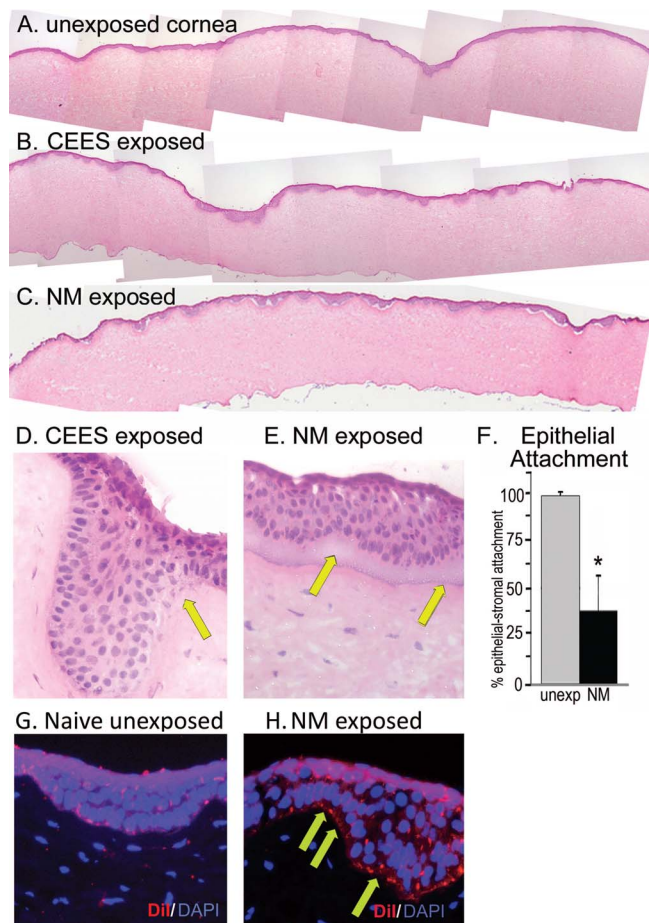 A. unexposed cornea
B. CEES exposed
C. NM exposed
D. CEES exposed
E. NM exposed
F. Epithelial
Attachment
% epithelial-stromal attachment
100
75
50
25
0
*
unexp NM
G. Naive unexposed
H. NM exposed
DiI/DAPI
DiI/DAPI